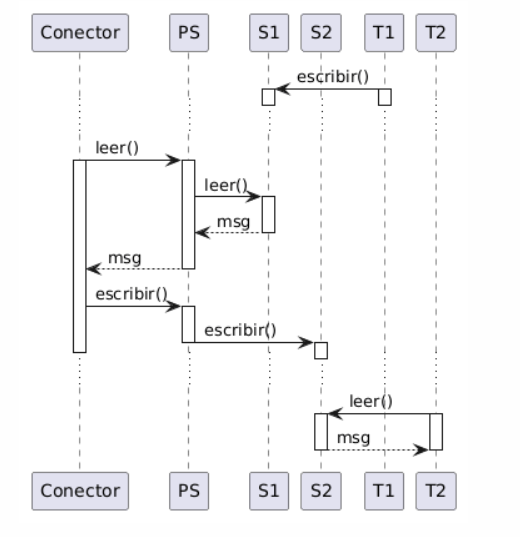 Conector PS S1 S2 T1 T2
escribir()
leer()
leer()
msg
msg
escribir()
escribir()
leer()
msg
Conector PS S1 S2 T1 T2